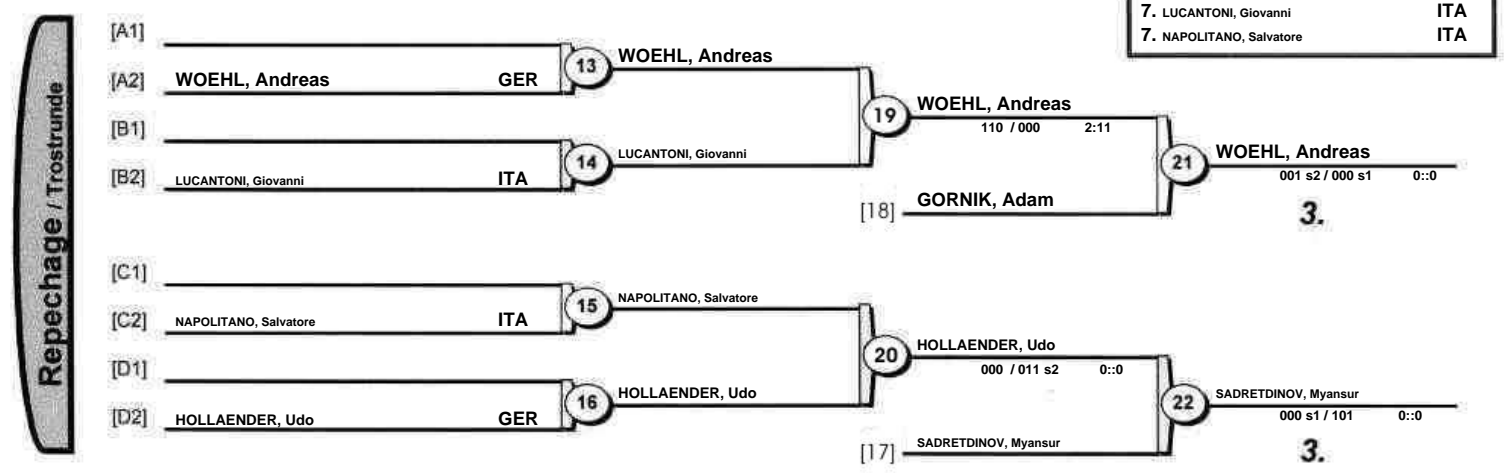 7. LUCANTONI, Giovanni ITA
7. NAPOLITANO, Salvatore ITA
Repechage / Trostrunde
[A1]
[A2] WOEHL, Andreas GER
13 WOEHL, Andreas
[B1]
[B2] LUCANTONI, Giovanni ITA
14 LUCANTONI, Giovanni
19 WOEHL, Andreas
110 / 000 2:11
[18] GORNIK, Adam
21 WOEHL, Andreas
001 s2 / 000 s1 0::0
3.
[C1]
[C2] NAPOLITANO, Salvatore ITA
15 NAPOLITANO, Salvatore
[D1]
[D2] HOLLAENDER, Udo GER
16 HOLLAENDER, Udo
20 HOLLAENDER, Udo
000 / 011 s2 0::0
[17] SADRETDINOV, Myansur
22 SADRETDINOV, Myansur
000 s1 / 101 0::0
3.